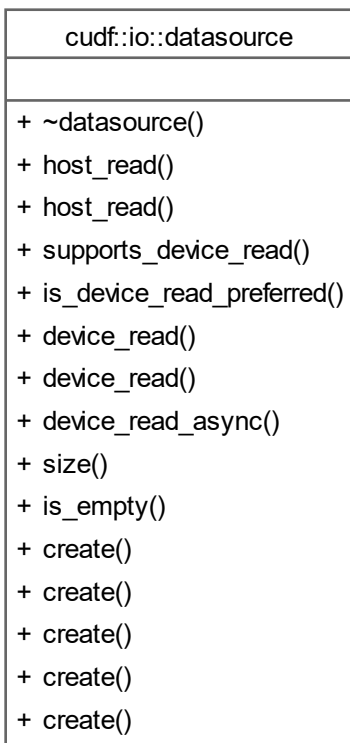 cudf::io::datasource
+ ~datasource()
+ host_read()
+ host_read()
+ supports_device_read()
+ is_device_read_preferred()
+ device_read()
+ device_read()
+ device_read_async()
+ size()
+ is_empty()
+ create()
+ create()
+ create()
+ create()
+ create()